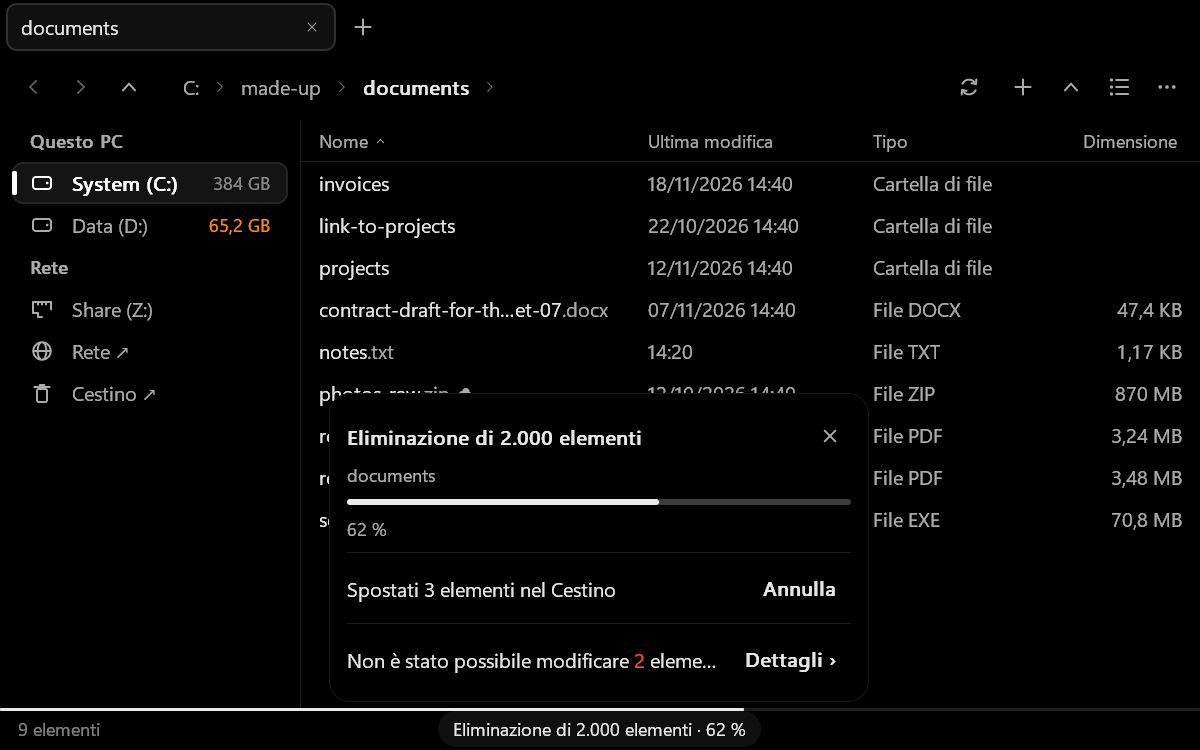 documents
C: made-up documents
Questo PC
System (C:) 384 GB
Data (D:) 65,2 GB
Rete
Share (Z:)
Rete ↗
Cestino ↗
Nome Ultima modifica Tipo Dimensione
invoices 18/11/2026 14:40 Cartella di file
link-to-projects 22/10/2026 14:40 Cartella di file
projects 12/11/2026 14:40 Cartella di file
contract-draft-for-th...et-07.docx 07/11/2026 14:40 File DOCX 47,4 KB
notes.txt 14:20 File TXT 1,17 KB
photos-raw.zip 14:40 File ZIP 870 MB
File PDF 3,24 MB
File PDF 3,48 MB
File EXE 70,8 MB
Eliminazione di 2.000 elementi
documents
62 %
Spostati 3 elementi nel Cestino Annulla
Non è stato possibile modificare 2 eleme... Dettagli ›
9 elementi
Eliminazione di 2.000 elementi · 62 %